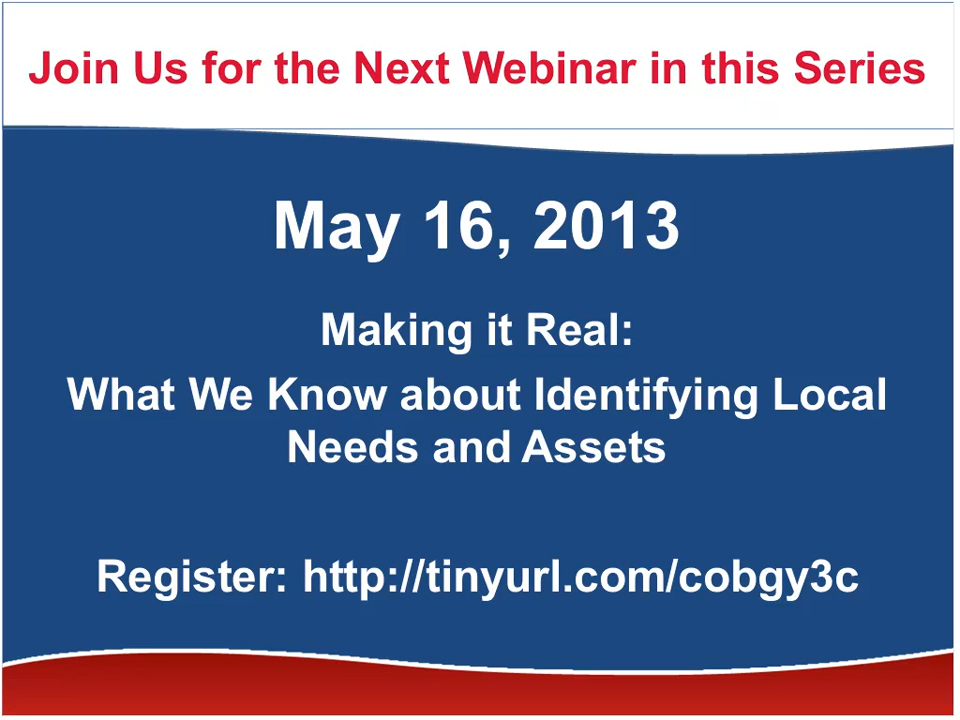 Join Us for the Next Webinar in this Series
May 16, 2013
Making it Real:
What We Know about Identifying Local
Needs and Assets
Register: http://tinyurl.com/cobgy3c